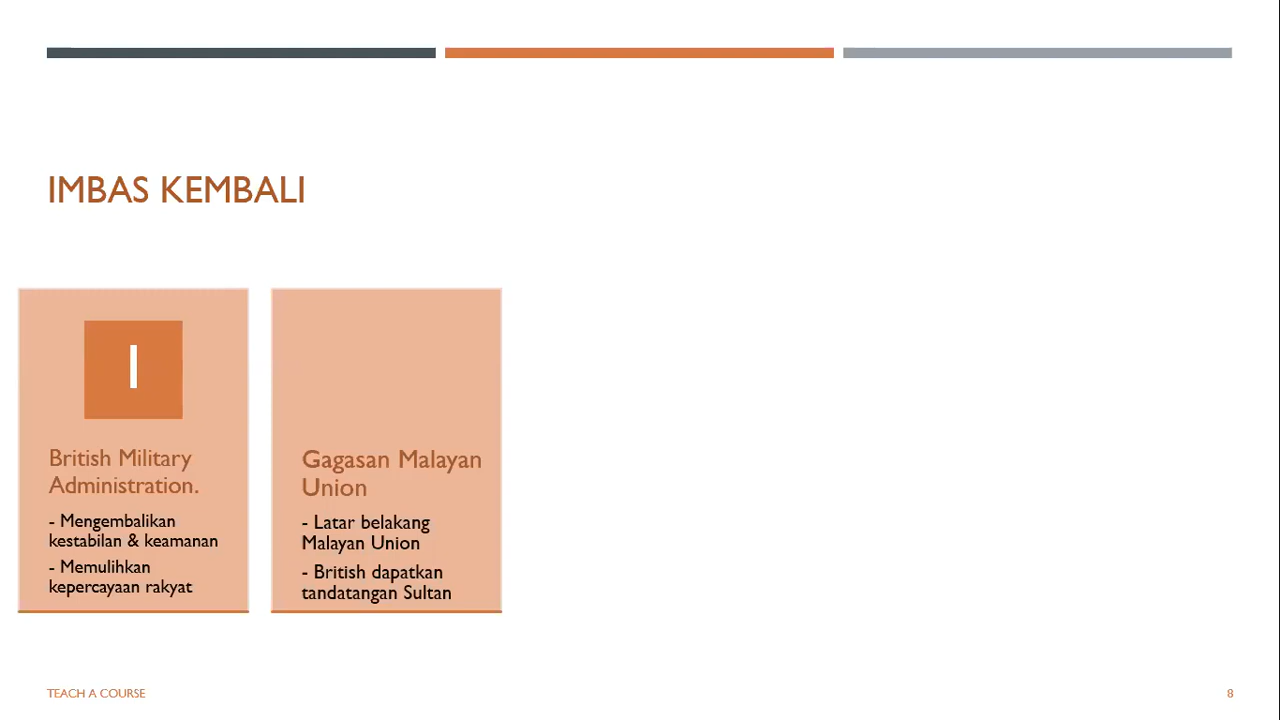 IMBAS KEMBALI
1
British Military
Administration.
- Mengembalikan
kestabilan & keamanan
- Memulihkan
kepercayaan rakyat
Gagasan Malayan
Union
- Latar belakang
Malayan Union
- British dapatkan
tandatangan Sultan
TEACH A COURSE
8